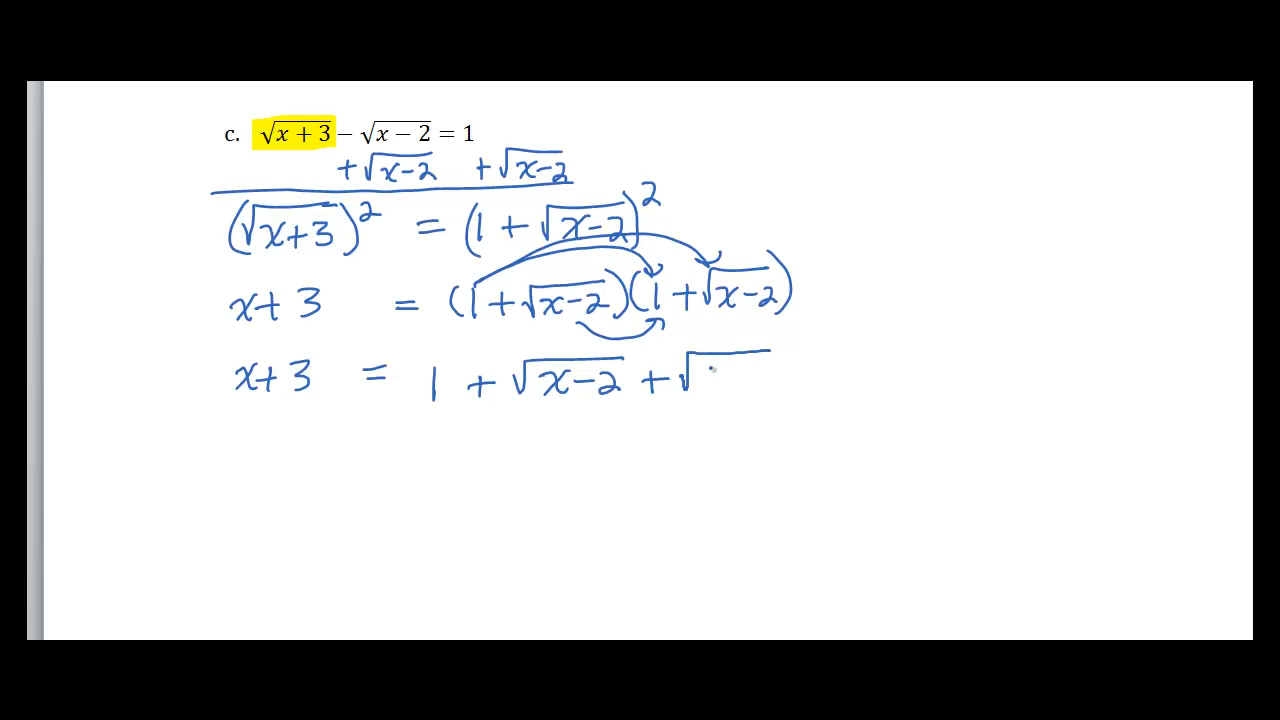 c. √(x + 3) − √(x − 2) = 1
+√(x−2) +√(x−2)
(√(x+3))² = (1 + √(x−2))²
x+3 = (1+√(x−2))(1+√(x−2))
x+3 = 1 + √(x−2) + √